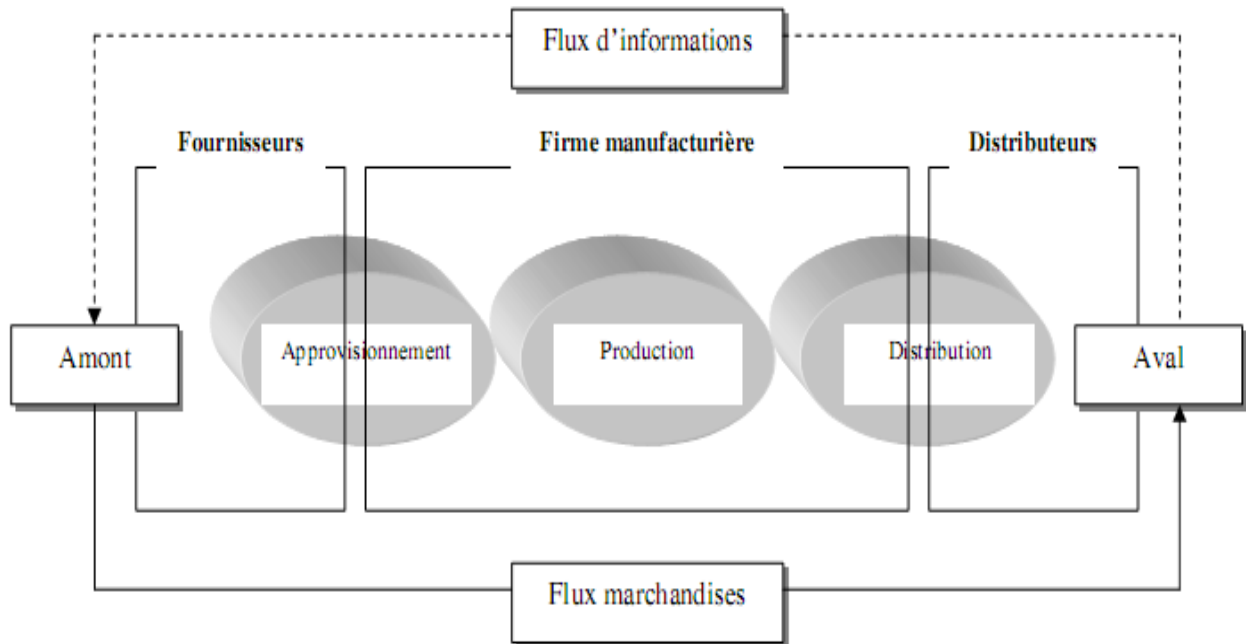 Flux d'informations
Fournisseurs
Firme manufacturière
Distributeurs
Amont
Approvisionnement
Production
Distribution
Aval
Flux marchandises